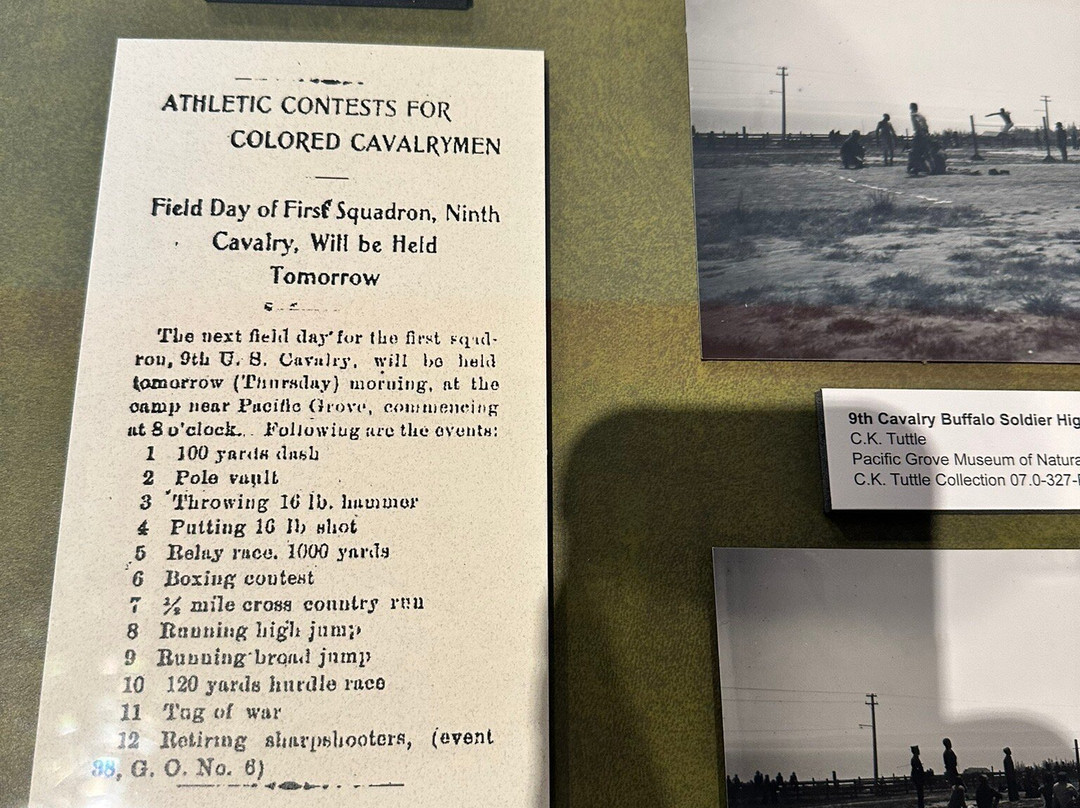 ATHLETIC CONTESTS FOR
COLORED CAVALRYMEN
Field Day of First Squadron, Ninth
Cavalry, Will be Held
Tomorrow
The next field day for the first squad-
ron, 9th U. S. Cavalry, will be held
tomorrow (Thursday) morning, at the
camp near Pacific Grove, commencing
at 8 o'clock. Following are the events:
1 100 yards dash
2 Pole vault
3 Throwing 16 lb. hammer
4 Putting 16 lb shot
5 Relay race. 1000 yards
6 Boxing contest
7 ½ mile cross country run
8 Running high jump
9 Running broad jump
10 120 yards hurdle race
11 Tug of war
12 Retiring sharpshooters, (event
38, G. O. No. 6)
9th Cavalry Buffalo Soldier Hig
C.K. Tuttle
Pacific Grove Museum of Natura
C.K. Tuttle Collection 07.0-327-